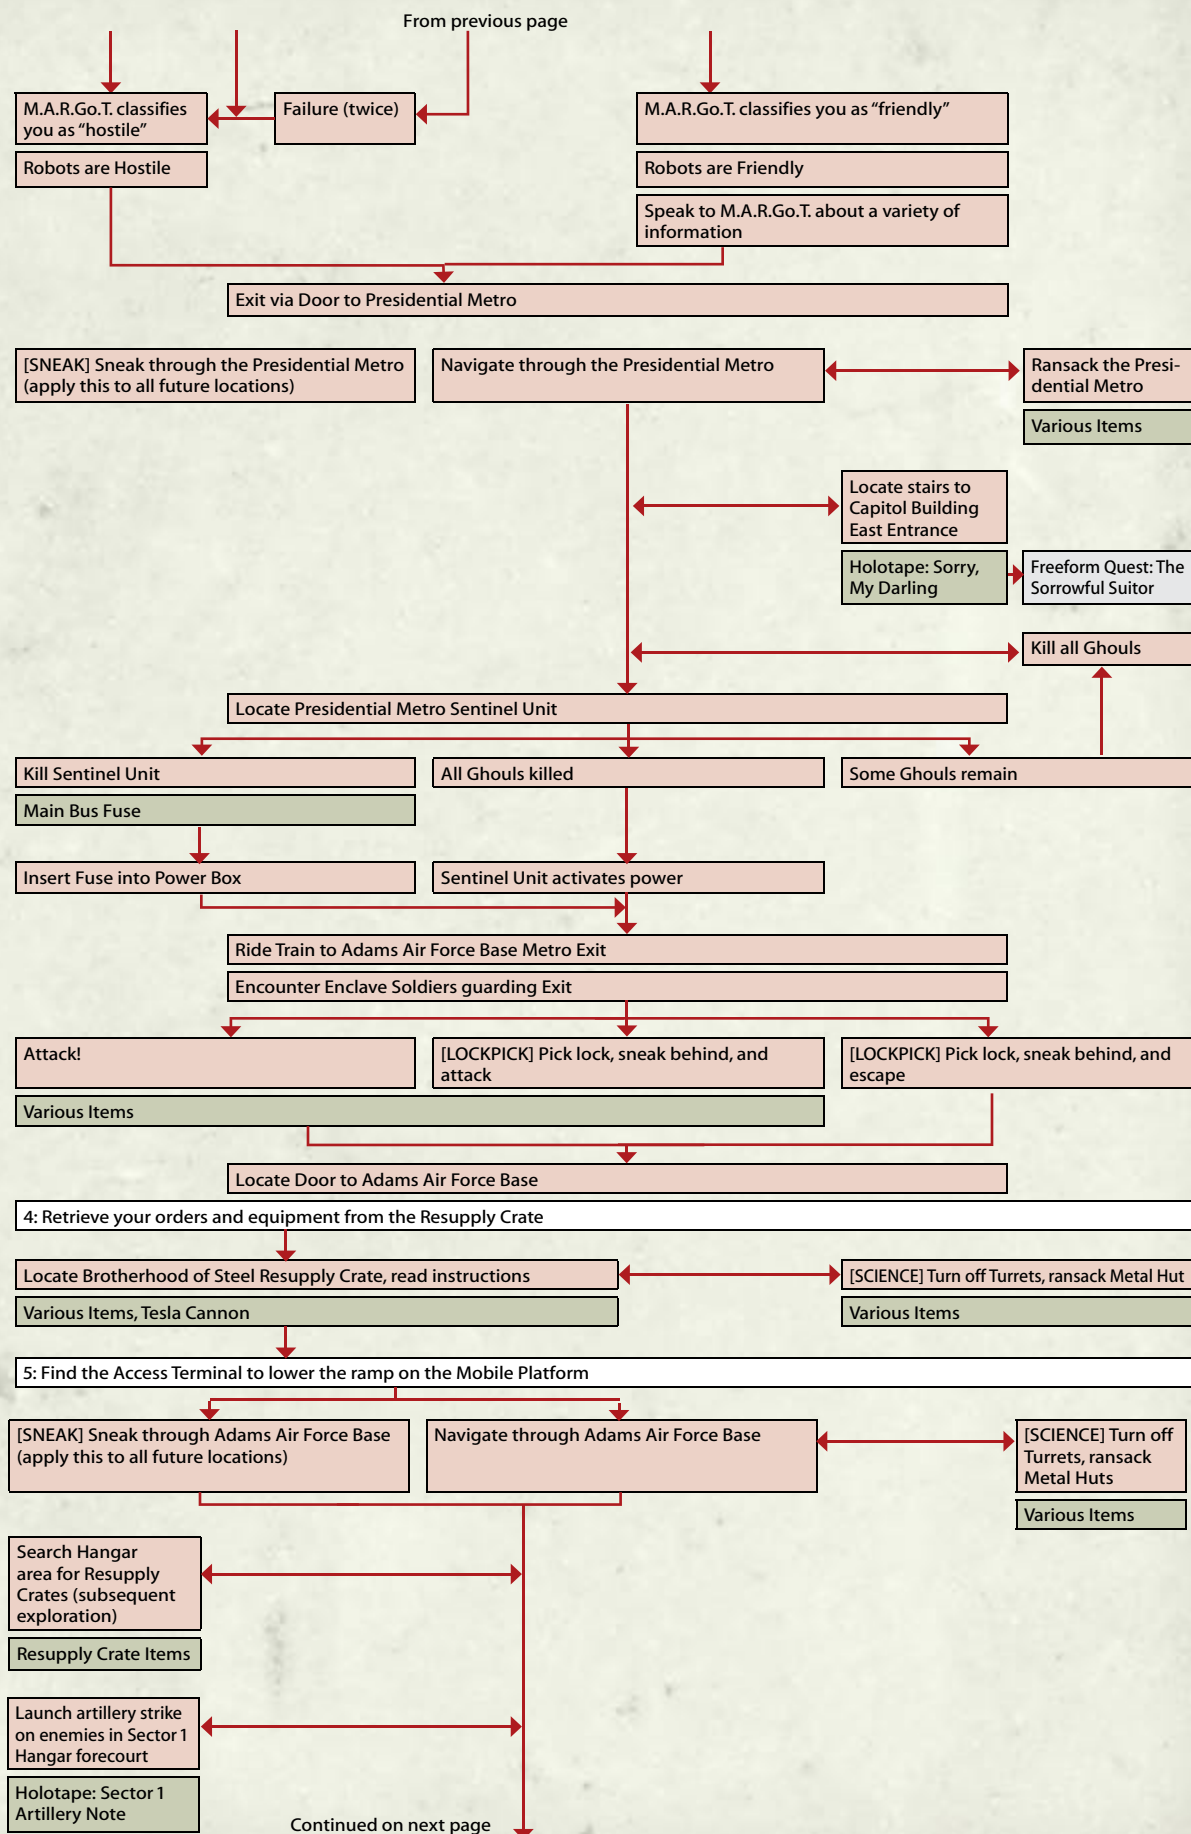 From previous page
M.A.R.Go.T. classifies
you as “hostile”
Failure (twice)
M.A.R.Go.T. classifies you as “friendly”
Robots are Hostile
Robots are Friendly
Speak to M.A.R.Go.T. about a variety of
information
Exit via Door to Presidential Metro
[SNEAK] Sneak through the Presidential Metro
(apply this to all future locations)
Navigate through the Presidential Metro
Ransack the Presi-
dential Metro
Various Items
Locate stairs to
Capitol Building
East Entrance
Holotape: Sorry,
My Darling
Freeform Quest: The
Sorrowful Suitor
Kill all Ghouls
Locate Presidential Metro Sentinel Unit
Kill Sentinel Unit
All Ghouls killed
Some Ghouls remain
Main Bus Fuse
Insert Fuse into Power Box
Sentinel Unit activates power
Ride Train to Adams Air Force Base Metro Exit
Encounter Enclave Soldiers guarding Exit
Attack!
[LOCKPICK] Pick lock, sneak behind, and
attack
[LOCKPICK] Pick lock, sneak behind, and
escape
Various Items
Locate Door to Adams Air Force Base
4: Retrieve your orders and equipment from the Resupply Crate
Locate Brotherhood of Steel Resupply Crate, read instructions
[SCIENCE] Turn off Turrets, ransack Metal Hut
Various Items, Tesla Cannon
Various Items
5: Find the Access Terminal to lower the ramp on the Mobile Platform
[SNEAK] Sneak through Adams Air Force Base
(apply this to all future locations)
Navigate through Adams Air Force Base
[SCIENCE] Turn off
Turrets, ransack
Metal Huts
Various Items
Search Hangar
area for Resupply
Crates (subsequent
exploration)
Resupply Crate Items
Launch artillery strike
on enemies in Sector 1
Hangar forecourt
Holotape: Sector 1
Artillery Note
Continued on next page